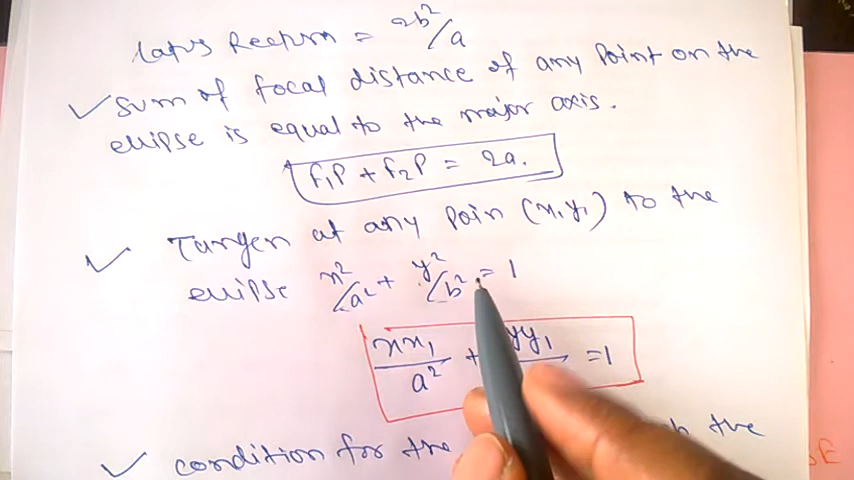 Latus Rectum = 2b²/a
✓ Sum of focal distance of any point on the
ellipse is equal to the major axis.
F₁P + F₂P = 2a.
✓ Tangen at any poin (x₁y₁) to the
ellipse x²/a² + y²/b² = 1
xx₁/a² + yy₁ = 1
✓ condition for the the
SE